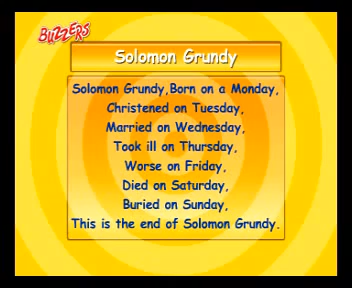 BUZZERS
Solomon Grundy
Solomon Grundy,Born on a Monday,
Christened on Tuesday,
Married on Wednesday,
Took ill on Thursday,
Worse on Friday,
Died on Saturday,
Buried on Sunday,
This is the end of Solomon Grundy.